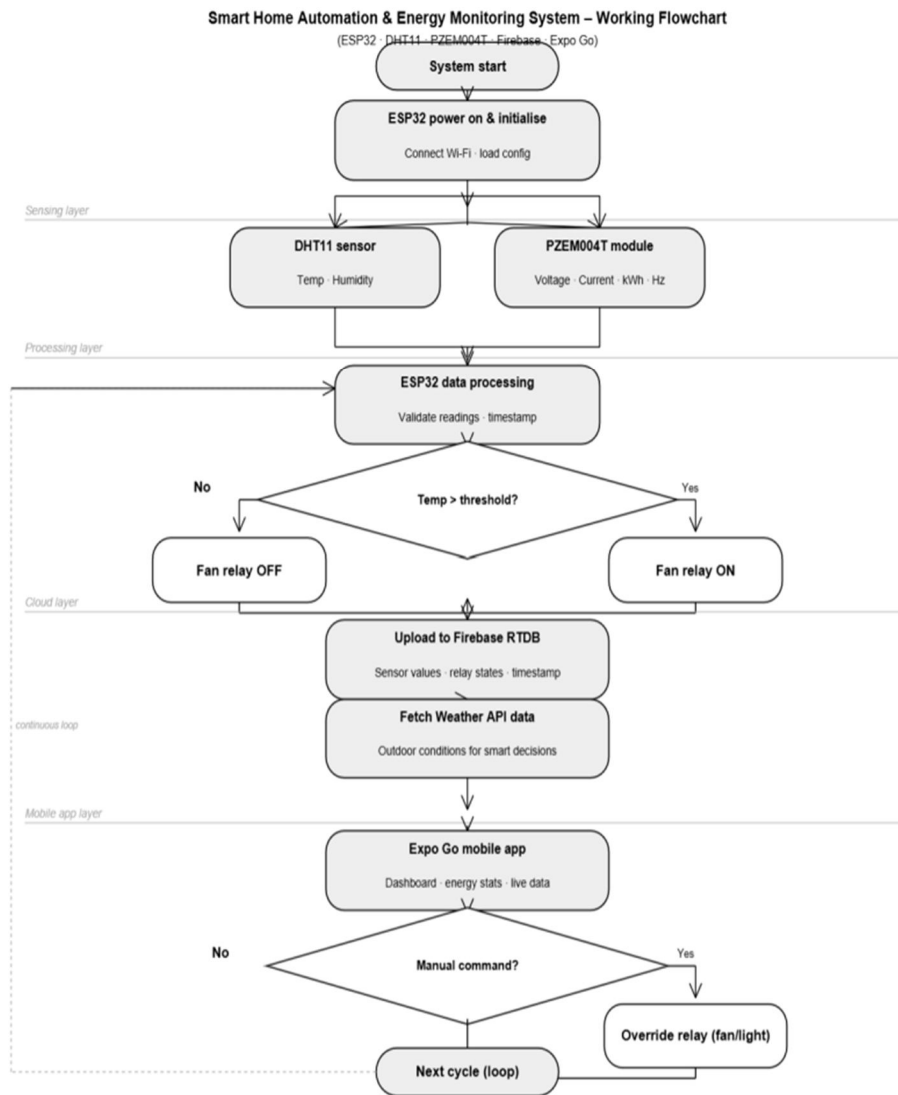 Smart Home Automation & Energy Monitoring System – Working Flowchart
(ESP32 · DHT11 · PZEM004T · Firebase · Expo Go)
System start
ESP32 power on & initialise
Connect Wi-Fi · load config
Sensing layer
DHT11 sensor
Temp · Humidity
PZEM004T module
Voltage · Current · kWh · Hz
Processing layer
ESP32 data processing
Validate readings · timestamp
No
Temp > threshold?
Yes
Fan relay OFF
Fan relay ON
Cloud layer
Upload to Firebase RTDB
Sensor values · relay states · timestamp
Fetch Weather API data
continuous loop
Outdoor conditions for smart decisions
Mobile app layer
Expo Go mobile app
Dashboard · energy stats · live data
No
Manual command?
Yes
Override relay (fan/light)
Next cycle (loop)